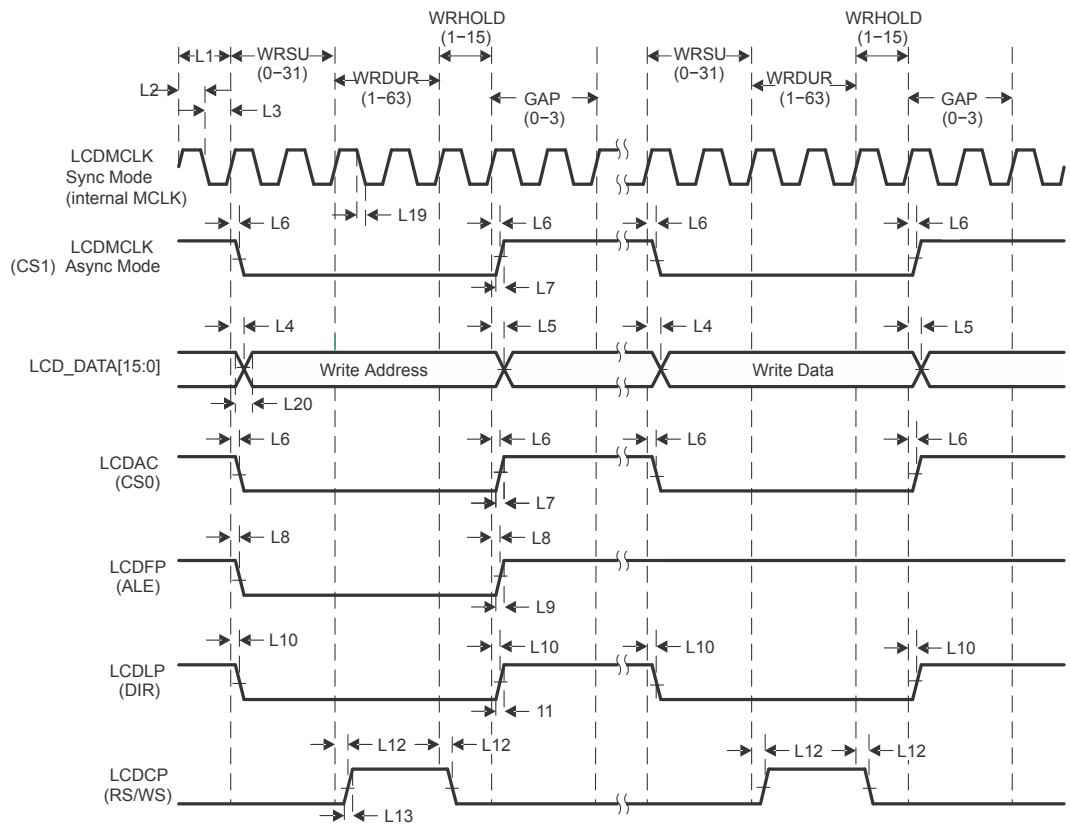 WRHOLD
(1−15)
WRHOLD
(1−15)
L1
WRSU
(0−31)
WRSU
(0−31)
WRDUR
(1−63)
WRDUR
(1−63)
L2
L3
GAP
(0−3)
GAP
(0−3)
LCDMCLK
Sync Mode
(internal MCLK)
L19
L6
L6
L6
L6
LCDMCLK
(CS1) Async Mode
L7
L4
L5
L4
L5
LCD_DATA[15:0]
Write Address
Write Data
L20
L6
L6
L6
L6
LCDAC
(CS0)
L7
L8
L8
LCDFP
(ALE)
L9
L10
L10
L10
L10
LCDLP
(DIR)
11
L12
L12
L12
L12
LCDCP
(RS/WS)
L13